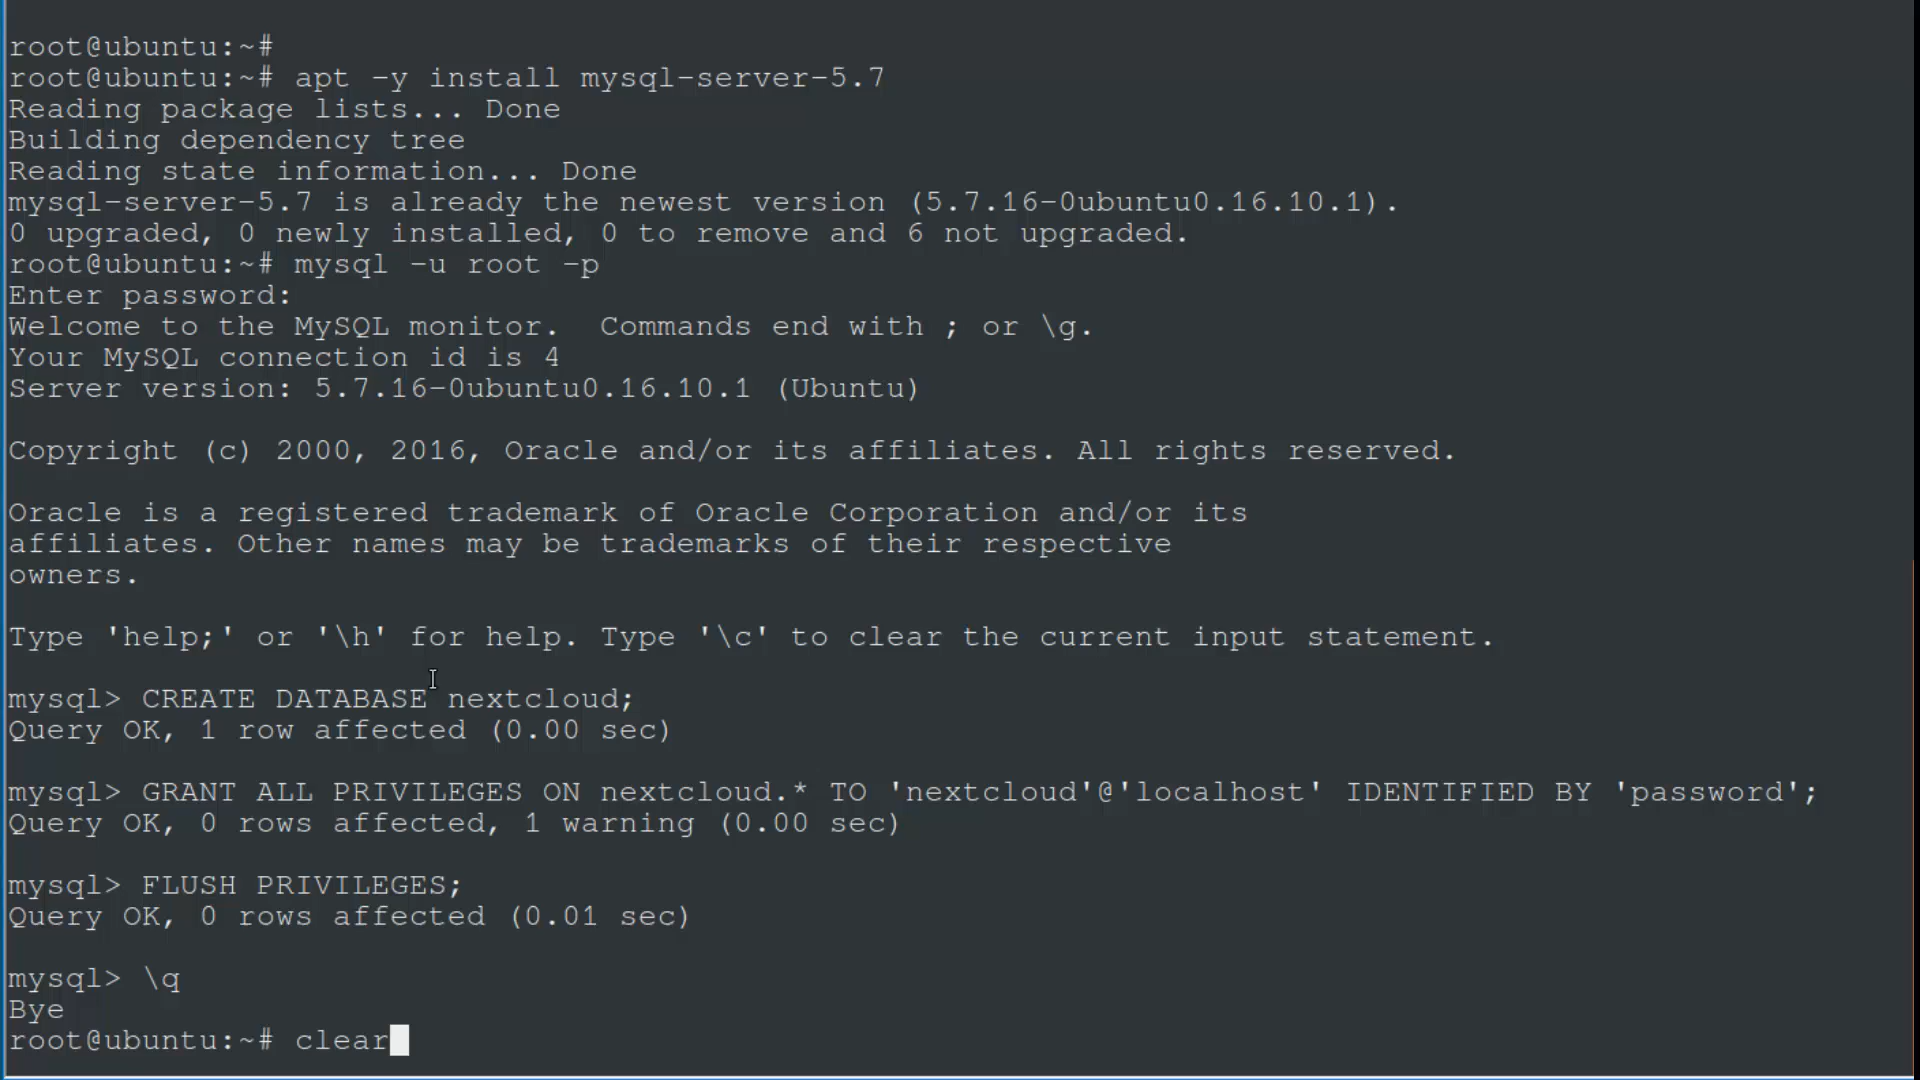 root@ubuntu:~#
root@ubuntu:~# apt -y install mysql-server-5.7
Reading package lists... Done
Building dependency tree
Reading state information... Done
mysql-server-5.7 is already the newest version (5.7.16-0ubuntu0.16.10.1).
0 upgraded, 0 newly installed, 0 to remove and 6 not upgraded.
root@ubuntu:~# mysql -u root -p
Enter password:
Welcome to the MySQL monitor.  Commands end with ; or \g.
Your MySQL connection id is 4
Server version: 5.7.16-0ubuntu0.16.10.1 (Ubuntu)
Copyright (c) 2000, 2016, Oracle and/or its affiliates. All rights reserved.
Oracle is a registered trademark of Oracle Corporation and/or its
affiliates. Other names may be trademarks of their respective
owners.
Type 'help;' or '\h' for help. Type '\c' to clear the current input statement.
mysql> CREATE DATABASE nextcloud;
Query OK, 1 row affected (0.00 sec)
mysql> GRANT ALL PRIVILEGES ON nextcloud.* TO 'nextcloud'@'localhost' IDENTIFIED BY 'password';
Query OK, 0 rows affected, 1 warning (0.00 sec)
mysql> FLUSH PRIVILEGES;
Query OK, 0 rows affected (0.01 sec)
mysql> \q
Bye
root@ubuntu:~# clear